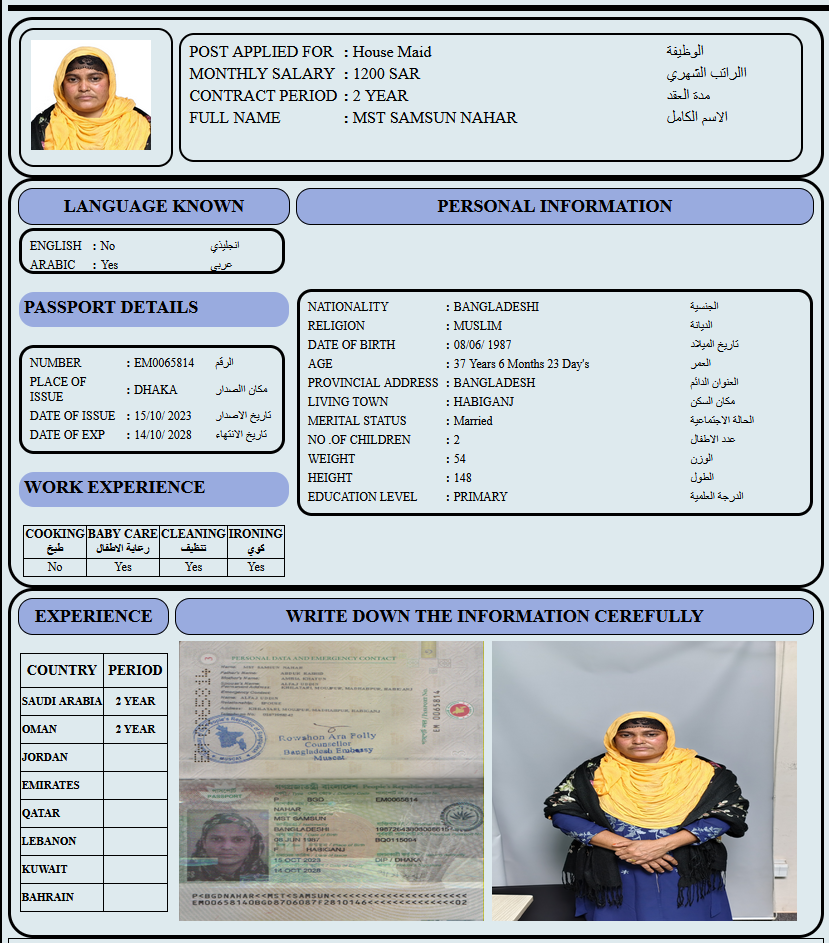 POST APPLIED FOR : House Maid الوظيفة
MONTHLY SALARY : 1200 SAR االراتب الشهري
CONTRACT PERIOD : 2 YEAR مدة العقد
FULL NAME : MST SAMSUN NAHAR الاسم الكامل
LANGUAGE KNOWN
ENGLISH : No انجليذي
ARABIC : Yes عربي
PERSONAL INFORMATION
PASSPORT DETAILS
NUMBER : EM0065814 الرقم
PLACE OF ISSUE : DHAKA مكان االصدار
DATE OF ISSUE : 15/10/ 2023 تاريخ الاصدار
DATE OF EXP : 14/10/ 2028 تاريخ الانتهاء
NATIONALITY : BANGLADESHI الجنسية
RELIGION : MUSLIM الديانة
DATE OF BIRTH : 08/06/ 1987 تاريخ الميلاد
AGE : 37 Years 6 Months 23 Day's العمر
PROVINCIAL ADDRESS : BANGLADESH العنوان الدائم
LIVING TOWN : HABIGANJ مكان السكن
MERITAL STATUS : Married الحالة الاجتماعية
NO .OF CHILDREN : 2 عدد الاطفال
WEIGHT : 54 الوزن
HEIGHT : 148 الطول
EDUCATION LEVEL : PRIMARY الدرجة العلمية
WORK EXPERIENCE
COOKING BABY CARE CLEANING IRONING
طبخ رعاية الاطفال تنظيف كوي
No Yes Yes Yes
EXPERIENCE
COUNTRY PERIOD
SAUDI ARABIA 2 YEAR
OMAN 2 YEAR
JORDAN
EMIRATES
QATAR
LEBANON
KUWAIT
BAHRAIN
WRITE DOWN THE INFORMATION CEREFULLY
PERSONAL DATA AND EMERGENCY CONTACT
EM 0065814
Rowshon Ara Polly
Counsellor
Bangladesh Embassy
Muscat
PASSPORT
P BGD EM0065814
NAHAR
MST SAMSUN
BANGLADESHI
08 JUN 1987 BQ0115094
F HABIGANJ
15 OCT 2023 DIP / DHAKA
14 OCT 2028